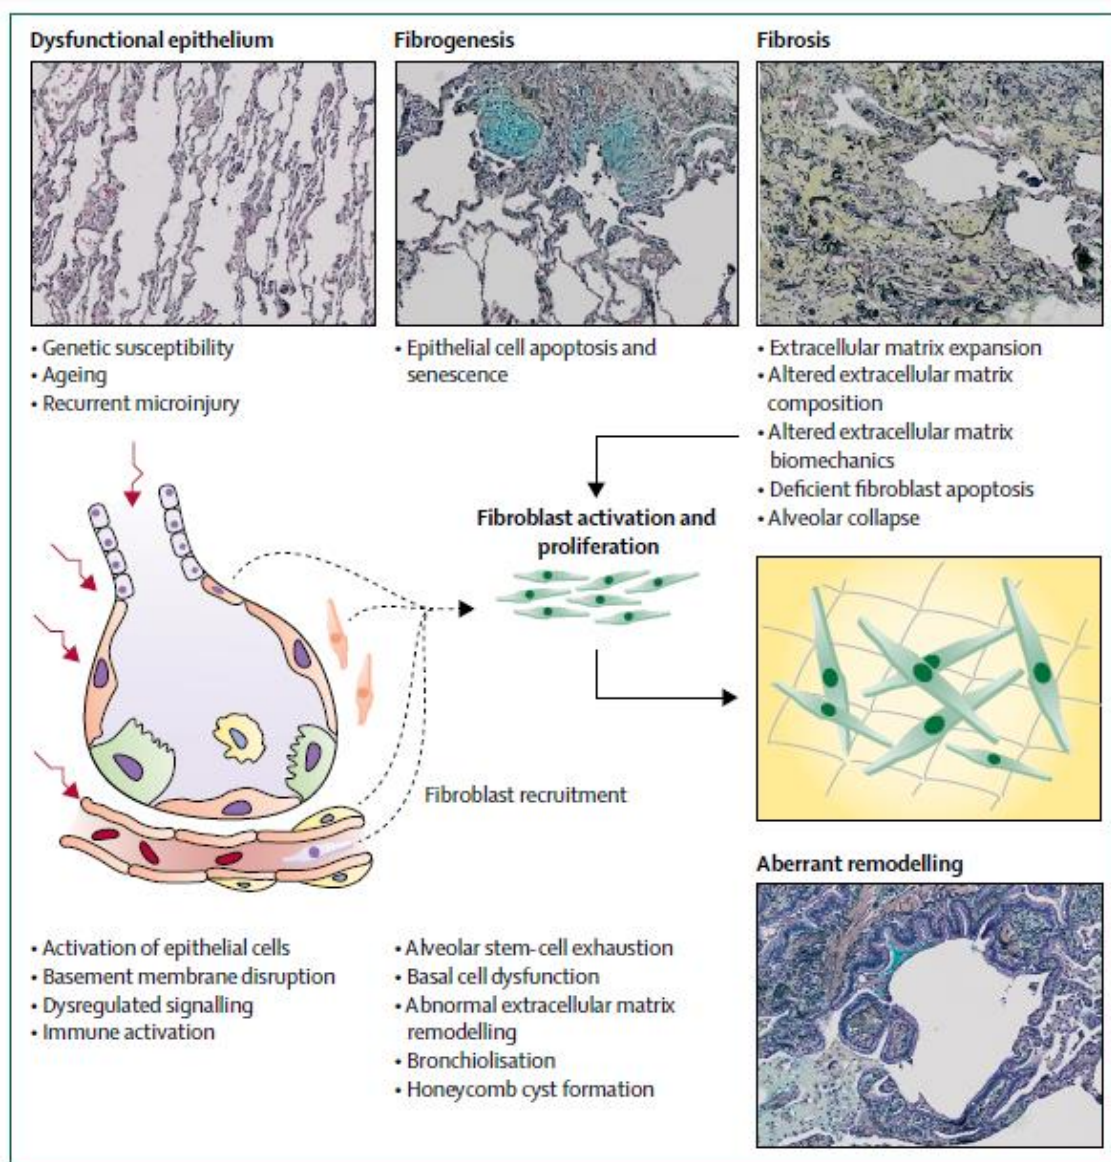 Dysfunctional epithelium
Fibrogenesis
Fibrosis
• Genetic susceptibility
• Ageing
• Recurrent microinjury
• Epithelial cell apoptosis and
senescence
• Extracellular matrix expansion
• Altered extracellular matrix
composition
• Altered extracellular matrix
biomechanics
• Deficient fibroblast apoptosis
• Alveolar collapse
Fibroblast activation and
proliferation
Fibroblast recruitment
Aberrant remodelling
• Activation of epithelial cells
• Basement membrane disruption
• Dysregulated signalling
• Immune activation
• Alveolar stem-cell exhaustion
• Basal cell dysfunction
• Abnormal extracellular matrix
remodelling
• Bronchiolisation
• Honeycomb cyst formation